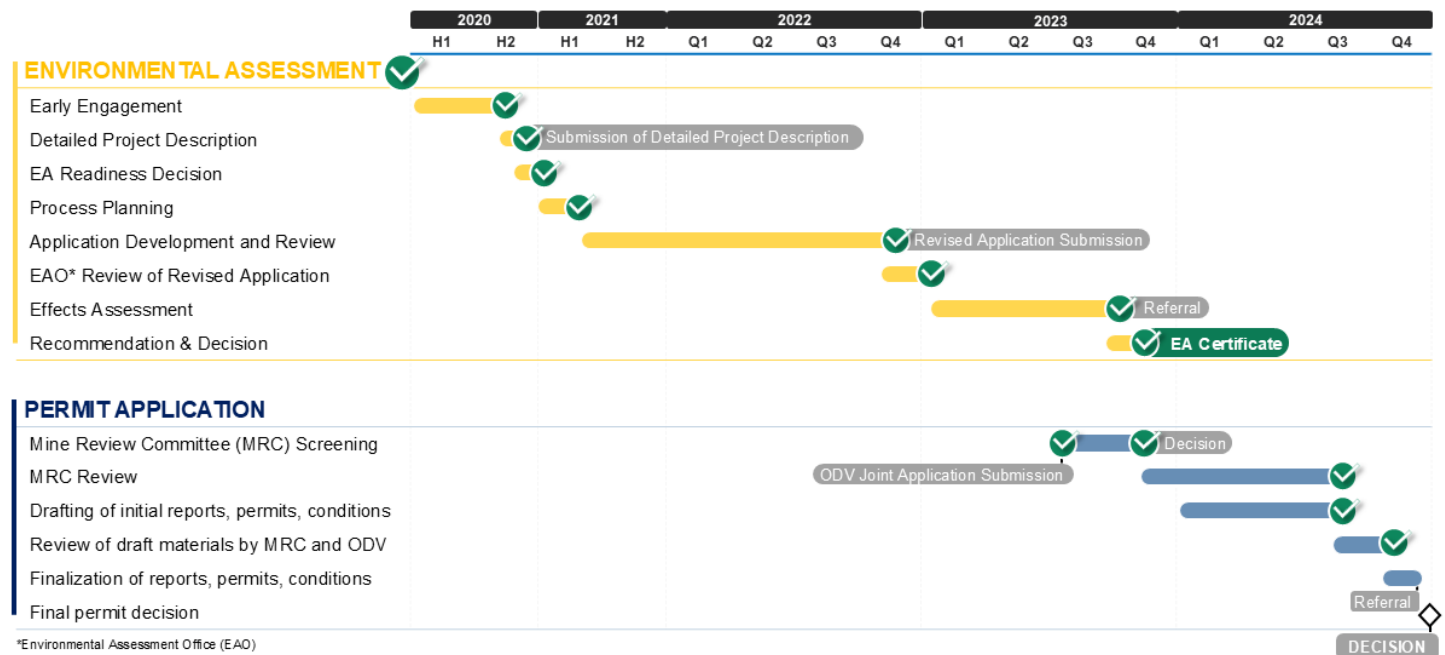 2020 2021 2022 2023 2024
H1 H2 H1 H2 Q1 Q2 Q3 Q4 Q1 Q2 Q3 Q4 Q1 Q2 Q3 Q4
ENVIRONMENTAL ASSESSMENT
Early Engagement
Detailed Project Description Submission of Detailed Project Description
EA Readiness Decision
Process Planning
Application Development and Review Revised Application Submission
EAO* Review of Revised Application
Effects Assessment Referral
Recommendation & Decision EA Certificate
PERMIT APPLICATION
Mine Review Committee (MRC) Screening Decision
MRC Review ODV Joint Application Submission
Drafting of initial reports, permits, conditions
Review of draft materials by MRC and ODV
Finalization of reports, permits, conditions
Referral
Final permit decision
*Environmental Assessment Office (EAO) DECISION